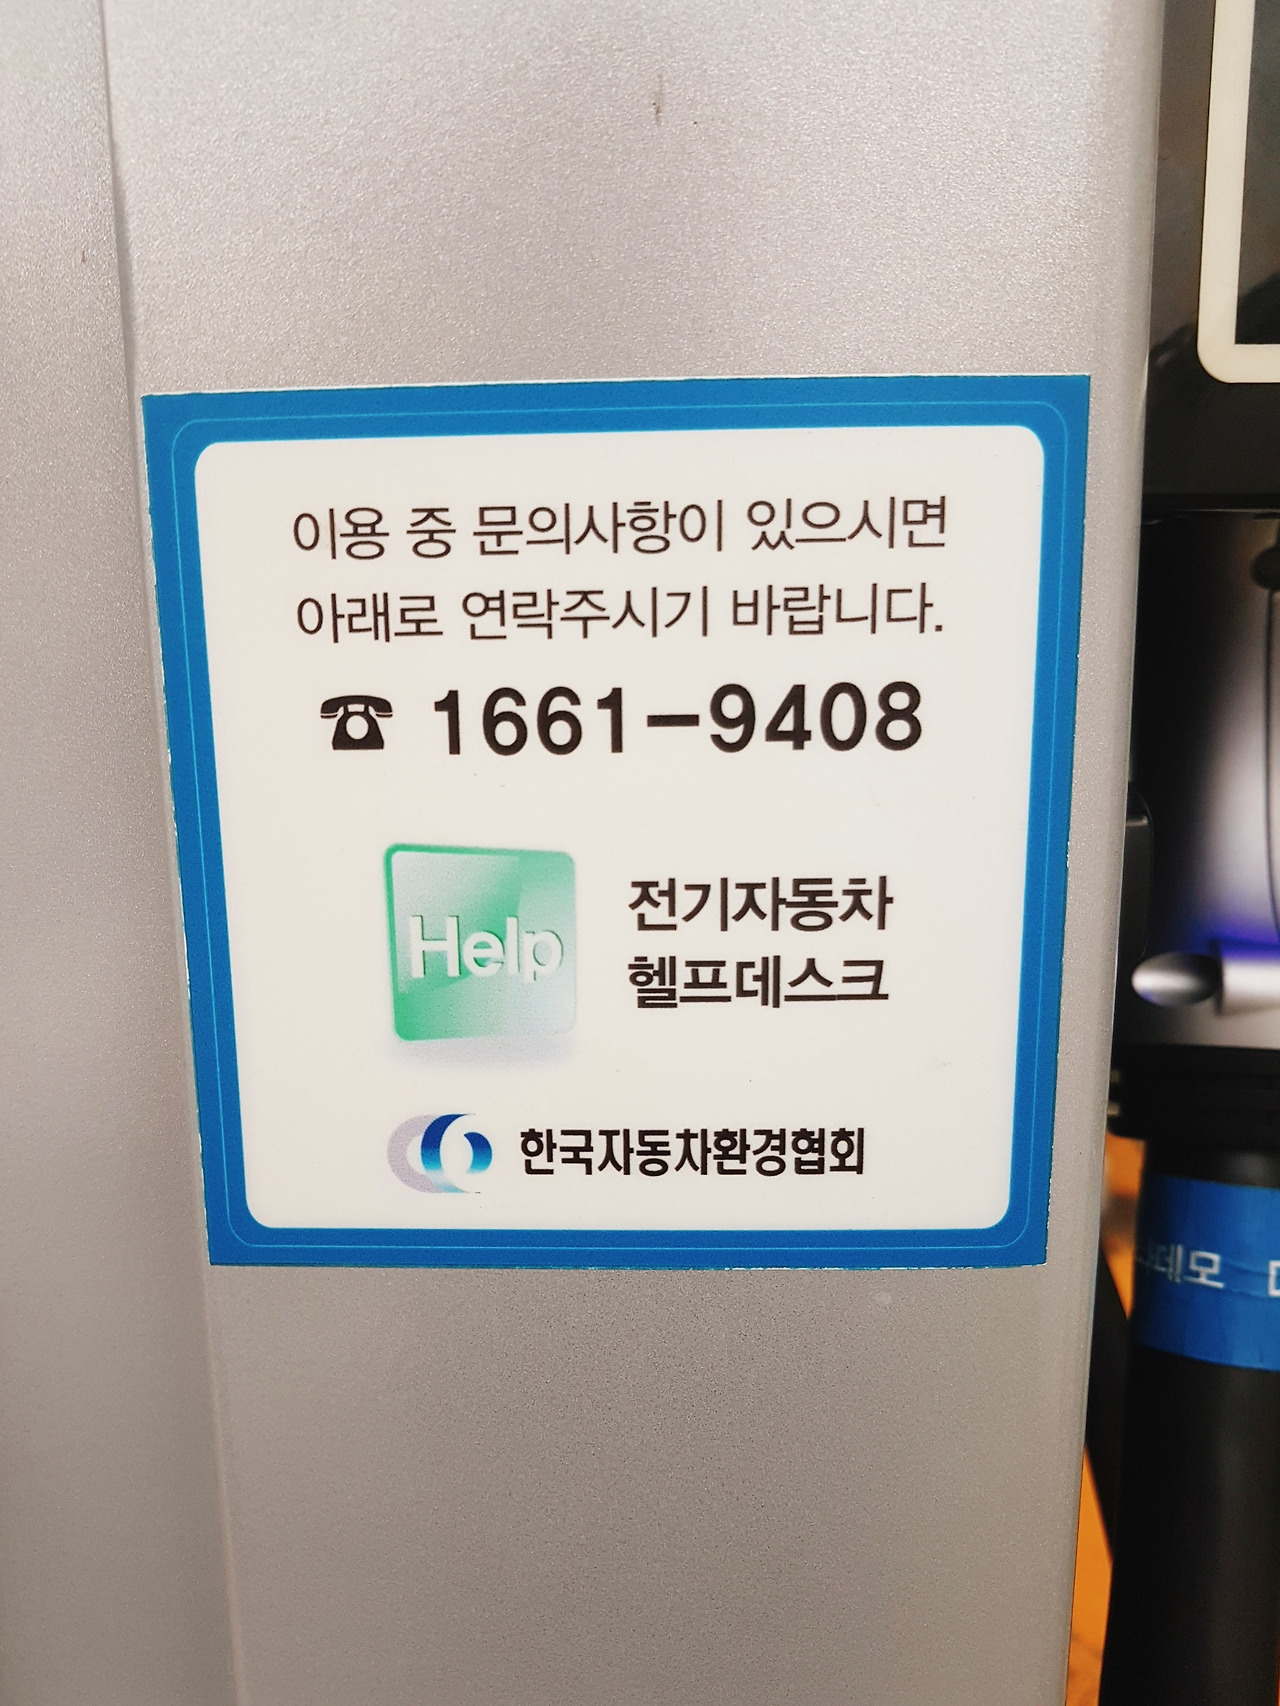 이용 중 문의사항이 있으시면
아래로 연락주시기 바랍니다.
☎ 1661-9408
Help
전기자동차
헬프데스크
한국자동차환경협회
데모